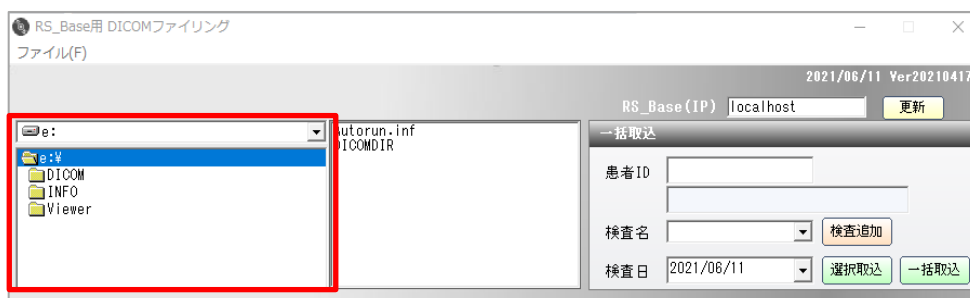 RS_Base用 DICOMファイリング
ファイル(F)
2021/06/11 Ver20210417
RS_Base(IP) localhost 更新
e:
e:¥
DICOM
INFO
Viewer
Autorun.inf
DICOMDIR
一括取込
患者ID
検査名 検査追加
検査日 2021/06/11 選択取込 一括取込